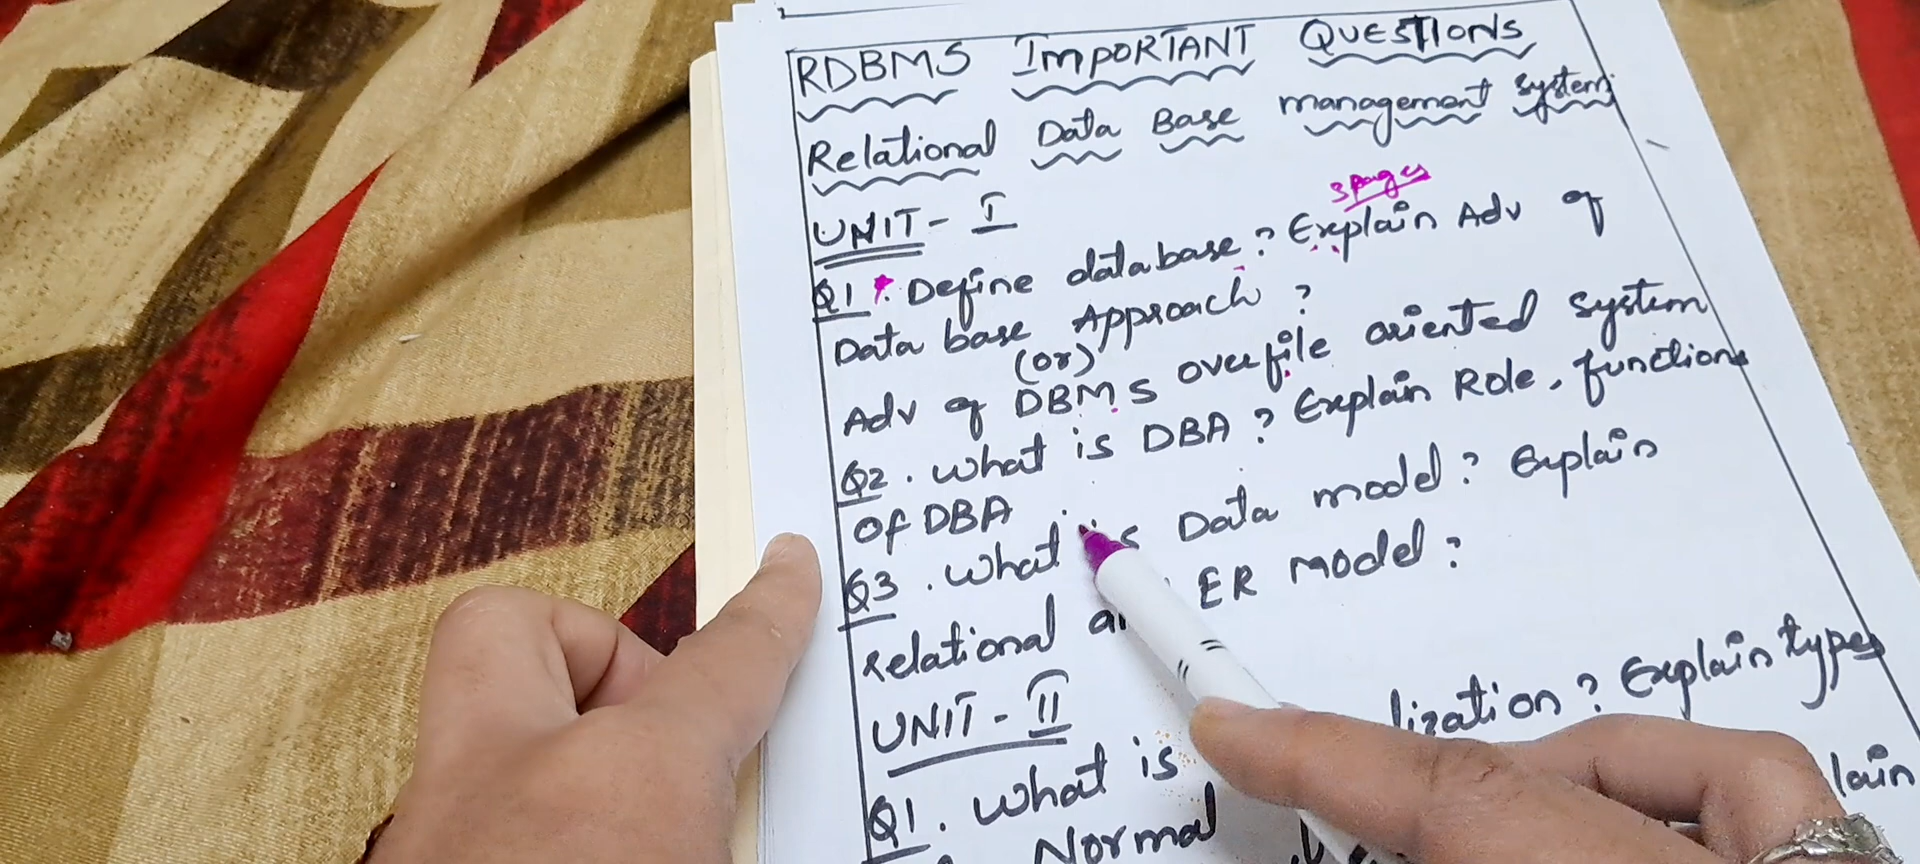 RDBMS IMPORTANT QUESTIONS
Relational Data Base management System
UNIT - I
3 Pages
Q1 . Define database ? Explain Adv of
Data base Approach ?
(or)
Adv of DBMS over file oriented System
Q2 . What is DBA ? Explain Role , functions
of DBA
Q3 . What is Data model ? Explain
Relational ER Model ?
UNIT - II
Q1 . What is lization ? Explain types
Normal lain